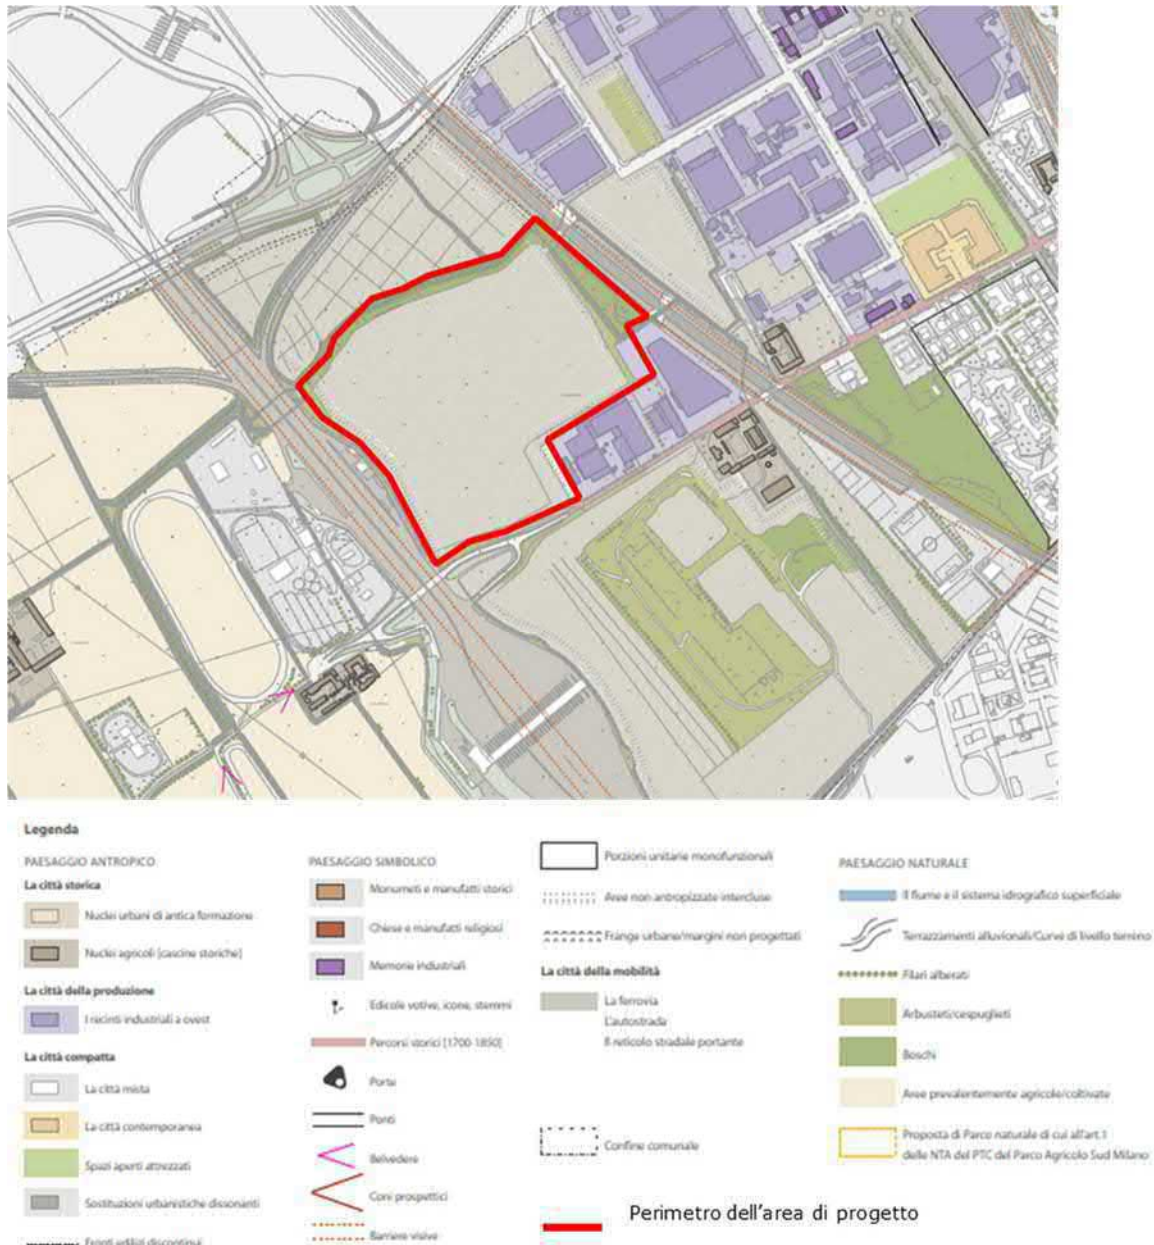 Legenda
PAESAGGIO ANTROPICO
La città storica
Nuclei urbani di antica formazione
Nuclei agricoli (cascine storiche)
La città della produzione
I recinti industriali a ovest
La città compatta
La città mista
La città contemporanea
Spazi aperti attrezzati
Sostituzioni urbanistiche dissonanti
Fronti edilizi discontinui
PAESAGGIO SIMBOLICO
Monumeti e manufatti storici
Chiese e manufatti religiosi
Memorie industriali
Edicole votive, icone, stemmi
Percorsi storici (1700-1850)
Porte
Ponti
Belvedere
Coni prospettici
Barriere visive
Porzioni unitarie monofunzionali
Aree non antropizzate intercluse
Frange urbane/margini non progettati
La città della mobilità
La ferrovia
L'autostrada
Il reticolo stradale portante
Confine comunale
Perimetro dell'area di progetto
PAESAGGIO NATURALE
Il fiume e il sistema idrografico superficiale
Terrazzamenti alluvionali/Curve di livello terreno
Filari alberati
Arbusteti/cespuglieti
Boschi
Aree prevalentemente agricole/coltivate
Proposta di Parco naturale di cui all'art.1
delle NTA del PTC del Parco Agricolo Sud Milano